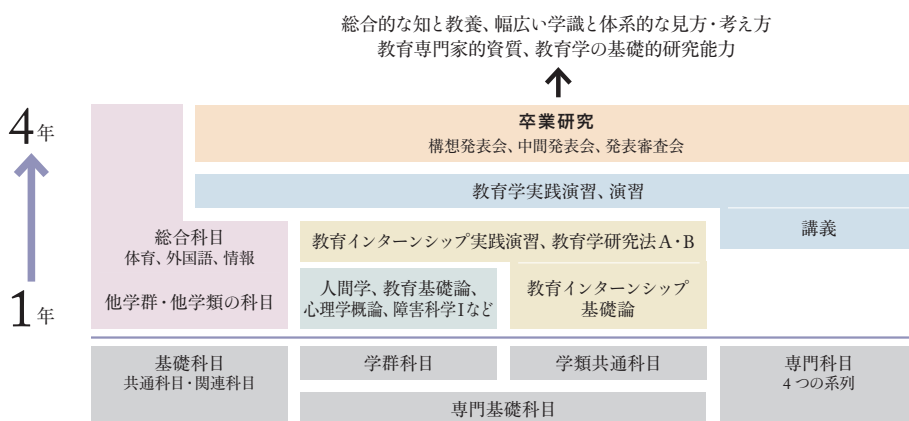 総合的な知と教養、幅広い学識と体系的な見方・考え方
教育専門家的資質、教育学の基礎的研究能力
4年
卒業研究
構想発表会、中間発表会、発表審査会
教育学実践演習、演習
講義
総合科目
体育、外国語、情報
他学群・他学類の科目
教育インターンシップ実践演習、教育学研究法A・B
人間学、教育基礎論、
心理学概論、障害科学Iなど
教育インターンシップ
基礎論
1年
基礎科目
共通科目・関連科目
学群科目
学類共通科目
専門科目
4つの系列
専門基礎科目